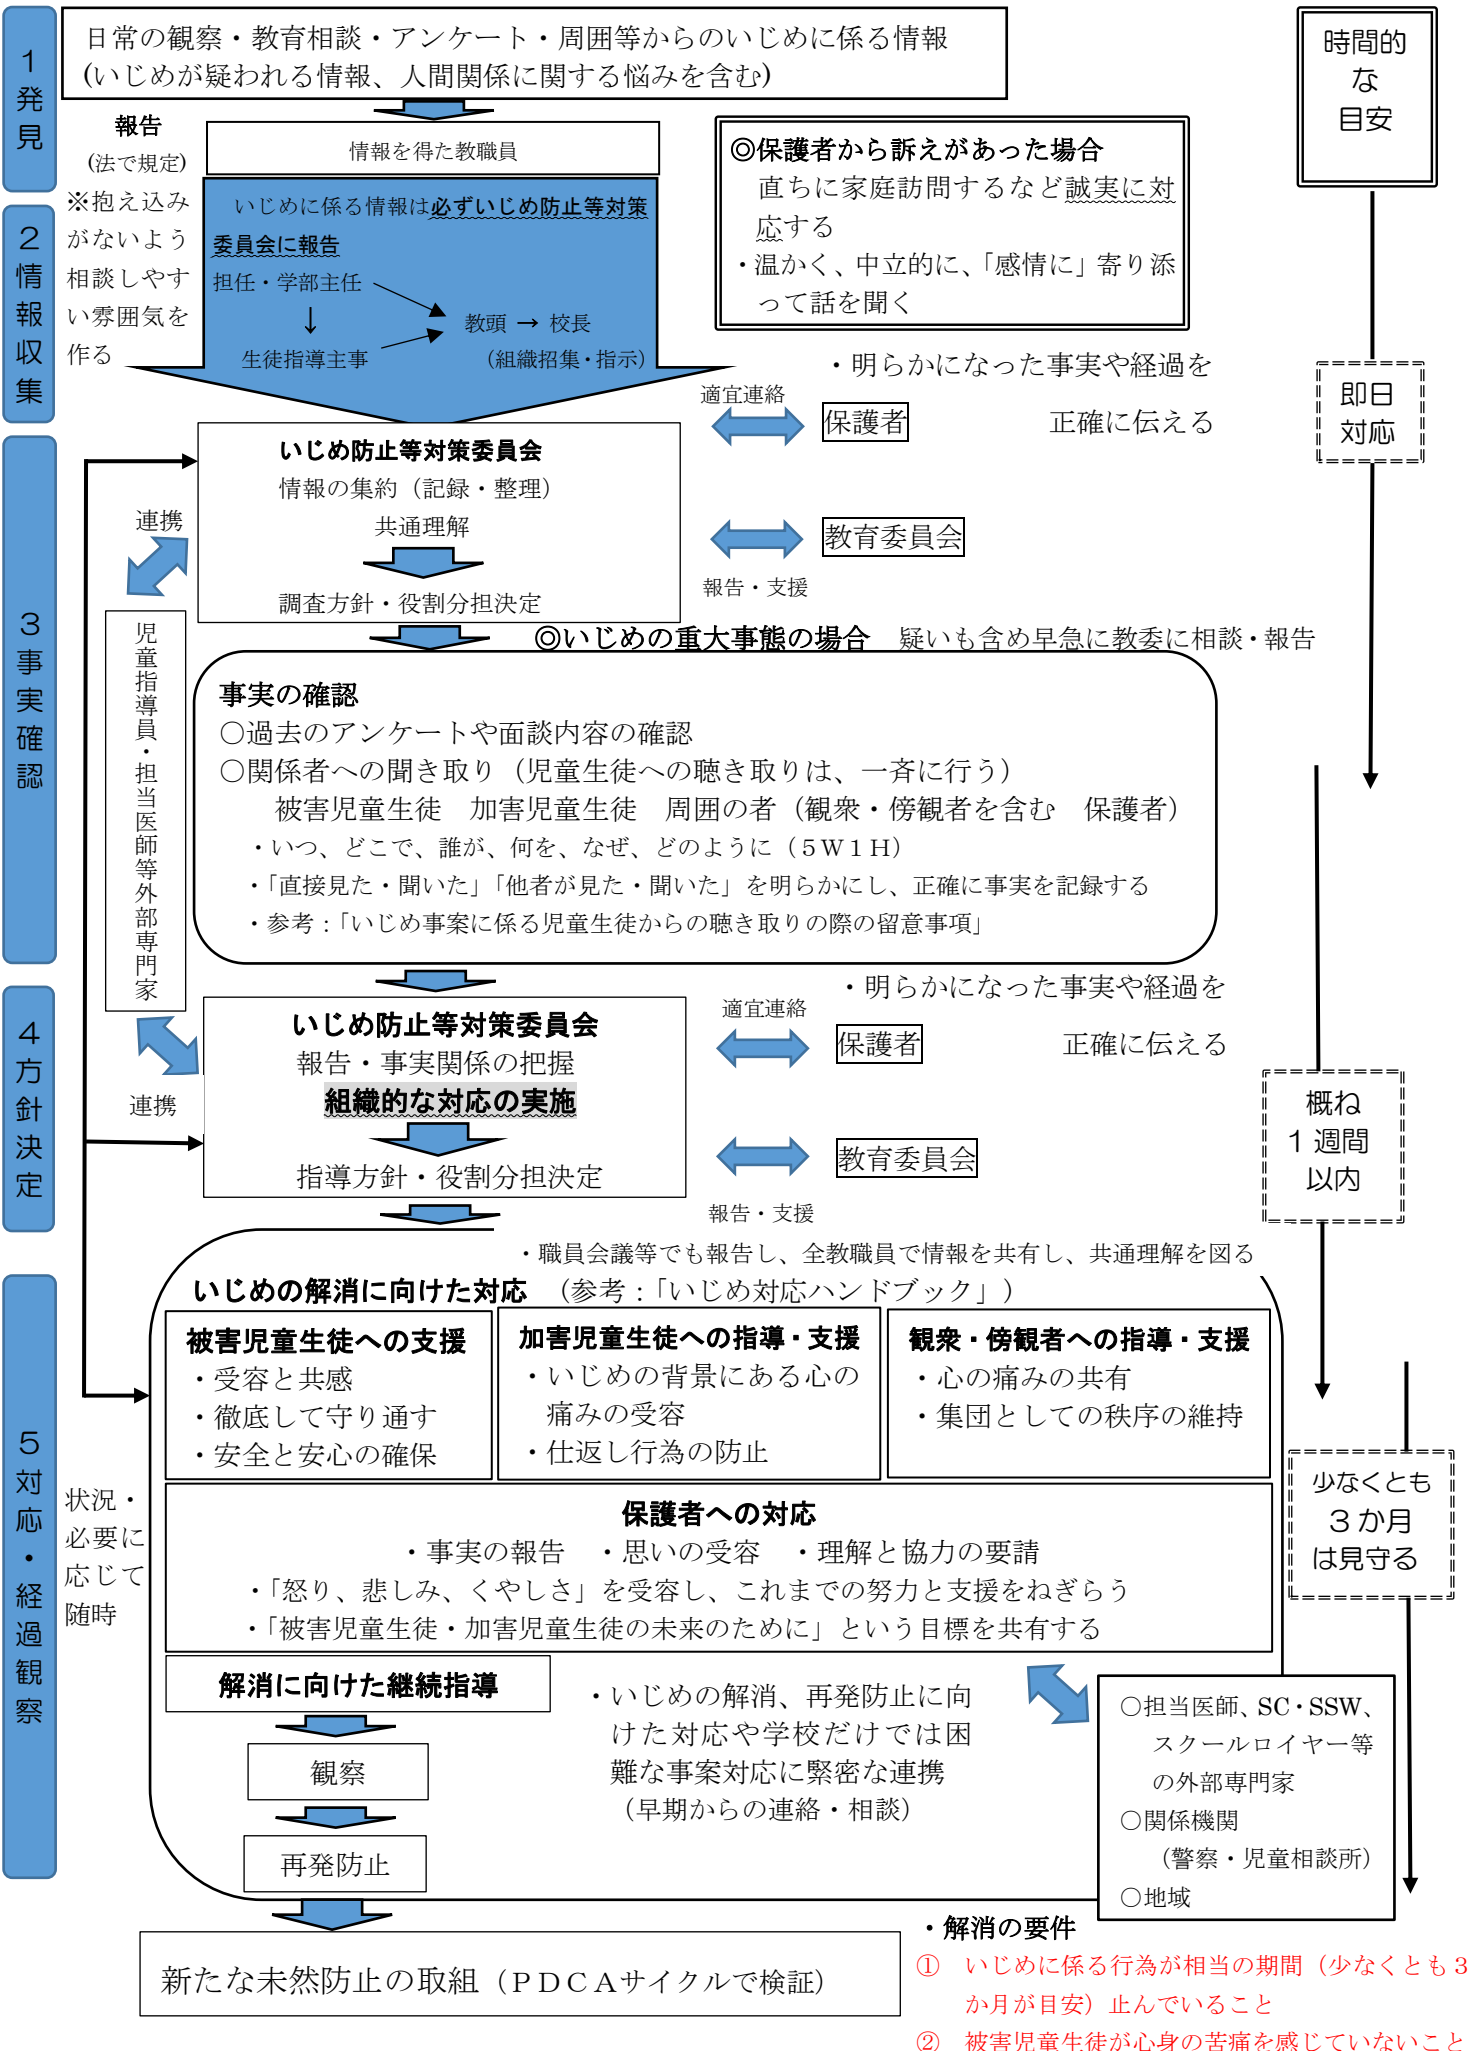 １発見
日常の観察・教育相談・アンケート・周囲等からのいじめに係る情報
(いじめが疑われる情報、人間関係に関する悩みを含む)
時間的
な
目安
報告
(法で規定)
※抱え込み
がないよう
相談しやす
い雰囲気を
作る
情報を得た教職員
２情報収集
いじめに係る情報は必ずいじめ防止等対策
委員会に報告
担任・学部主任
↓
生徒指導主事
教頭 → 校長
（組織招集・指示）
◎保護者から訴えがあった場合
直ちに家庭訪問するなど誠実に対
応する
・温かく、中立的に、「感情に」寄り添
って話を聞く
・明らかになった事実や経過を
正確に伝える
適宜連絡
保護者
即日
対応
３事実確認
いじめ防止等対策委員会
情報の集約（記録・整理）
共通理解
調査方針・役割分担決定
連携
教育委員会
報告・支援
児童指導員・担当医師等外部専門家
◎いじめの重大事態の場合　疑いも含め早急に教委に相談・報告
事実の確認
○過去のアンケートや面談内容の確認
○関係者への聞き取り（児童生徒への聴き取りは、一斉に行う）
被害児童生徒　加害児童生徒　周囲の者（観衆・傍観者を含む　保護者）
・いつ、どこで、誰が、何を、なぜ、どのように（５Ｗ１Ｈ）
・「直接見た・聞いた」「他者が見た・聞いた」を明らかにし、正確に事実を記録する
・参考：「いじめ事案に係る児童生徒からの聴き取りの際の留意事項」
４方針決定
いじめ防止等対策委員会
報告・事実関係の把握
組織的な対応の実施
指導方針・役割分担決定
連携
適宜連絡
保護者
・明らかになった事実や経過を
正確に伝える
教育委員会
報告・支援
概ね
１週間
以内
５対応・経過観察
・職員会議等でも報告し、全教職員で情報を共有し、共通理解を図る
いじめの解消に向けた対応　（参考：「いじめ対応ハンドブック」）
被害児童生徒への支援
・受容と共感
・徹底して守り通す
・安全と安心の確保
加害児童生徒への指導・支援
・いじめの背景にある心の
痛みの受容
・仕返し行為の防止
観衆・傍観者への指導・支援
・心の痛みの共有
・集団としての秩序の維持
少なくとも
３か月
は見守る
状況・
必要に
応じて
随時
保護者への対応
・事実の報告　・思いの受容　・理解と協力の要請
・「怒り、悲しみ、くやしさ」を受容し、これまでの努力と支援をねぎらう
・「被害児童生徒・加害児童生徒の未来のために」という目標を共有する
解消に向けた継続指導
観察
再発防止
・いじめの解消、再発防止に向
けた対応や学校だけでは困
難な事案対応に緊密な連携
（早期からの連絡・相談）
○担当医師、SC・SSW、
スクールロイヤー等
の外部専門家
○関係機関
（警察・児童相談所）
○地域
新たな未然防止の取組（ＰＤＣＡサイクルで検証）
・解消の要件
①　いじめに係る行為が相当の期間（少なくとも３
か月が目安）止んでいること
②　被害児童生徒が心身の苦痛を感じていないこと